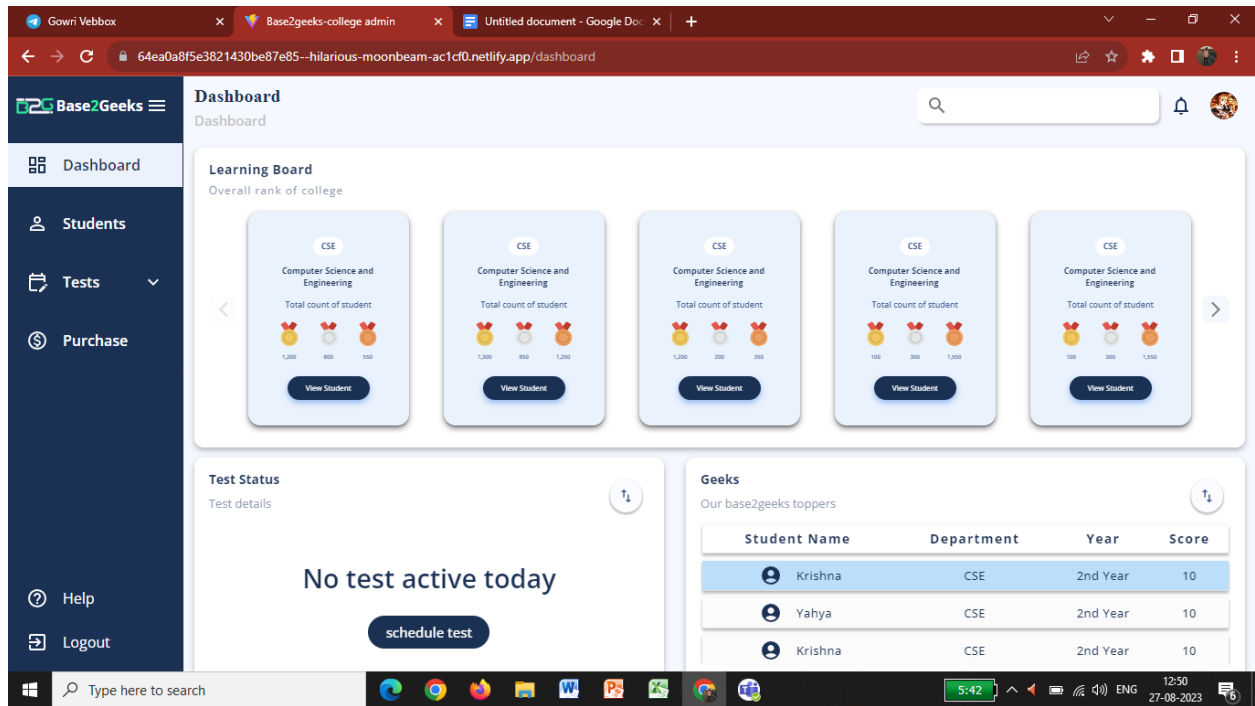 Gowri Vebbox
Base2geeks-college admin
Untitled document - Google Doc
64ea0a8f5e3821430be87e85--hilarious-moonbeam-ac1cf0.netlify.app/dashboard
B2G Base2Geeks
Dashboard
Students
Tests
Purchase
Help
Logout
Dashboard
Dashboard
Learning Board
Overall rank of college
CSE
Computer Science and
Engineering
Total count of student
1,200 800 550
View Student
CSE
Computer Science and
Engineering
Total count of student
1,300 850 1,250
View Student
CSE
Computer Science and
Engineering
Total count of student
1,200 200 350
View Student
CSE
Computer Science and
Engineering
Total count of student
100 300 1,550
View Student
CSE
Computer Science and
Engineering
Total count of student
100 300 1,550
View Student
Test Status
Test details
No test active today
schedule test
Geeks
Our base2geeks toppers
Student Name Department Year Score
Krishna CSE 2nd Year 10
Yahya CSE 2nd Year 10
Krishna CSE 2nd Year 10
Type here to search
5:42
ENG
12:50
27-08-2023
6